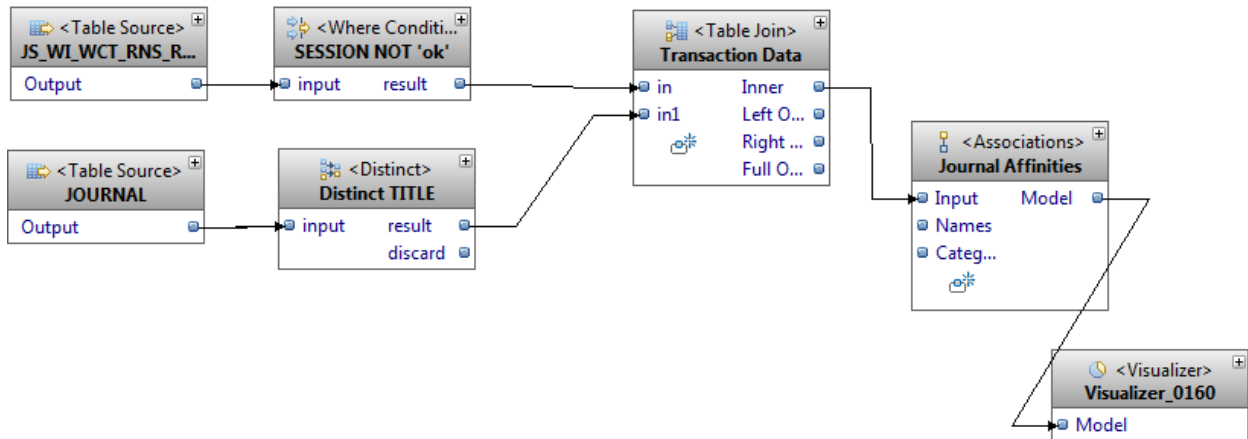 <Table Source>
JS_WI_WCT_RNS_R...
Output
<Where Conditi...
SESSION NOT 'ok'
input result
<Table Join>
Transaction Data
in Inner
in1 Left O...
Right ...
Full O...
<Table Source>
JOURNAL
Output
<Distinct>
Distinct TITLE
input result
discard
<Associations>
Journal Affinities
Input Model
Names
Categ...
<Visualizer>
Visualizer_0160
Model